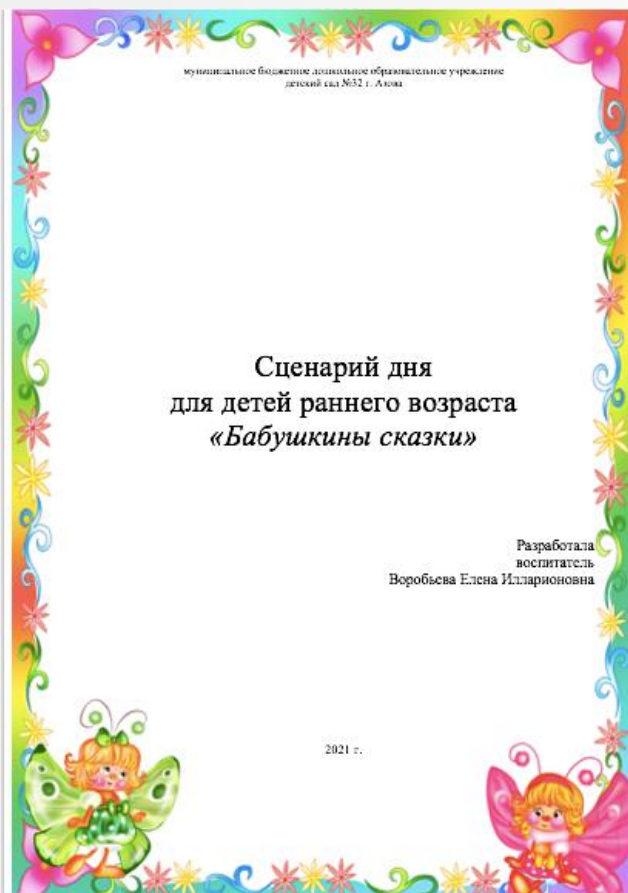 муниципальное бюджетное дошкольное образовательное учреждение
детский сад №32 г. Азова
Сценарий дня
для детей раннего возраста
«Бабушкины сказки»
Разработала
воспитатель
Воробьева Елена Илларионовна
2021 г.